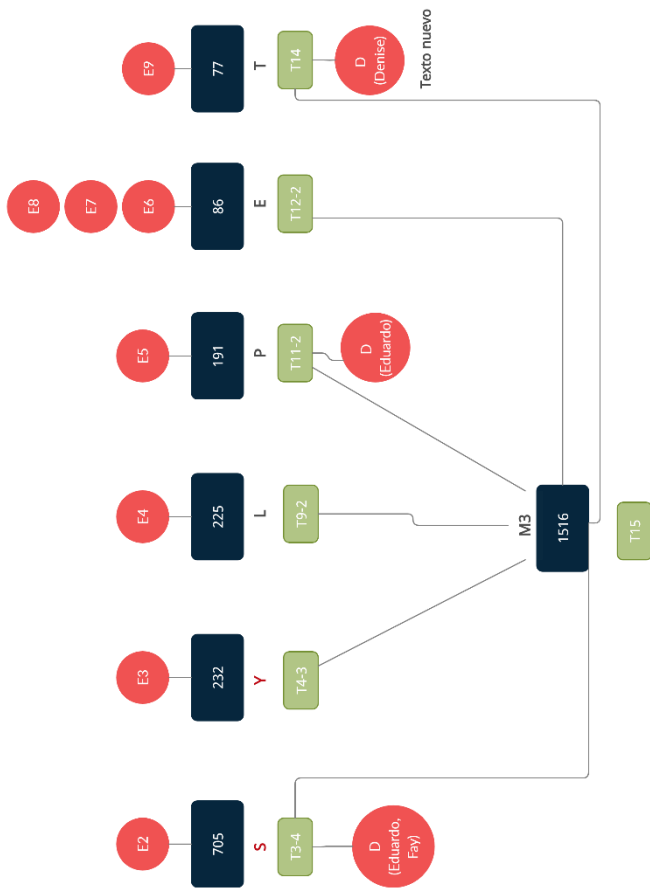 E8
E7
E2
E3
E4
E5
E6
E9
705
232
225
191
86
77
S
Y
L
P
E
T
T3-4
T4-3
T9-2
T11-2
T12-2
T14
D
(Eduardo,
Fay)
D
(Eduardo)
D
(Denise)
Texto nuevo
M3
1516
T15